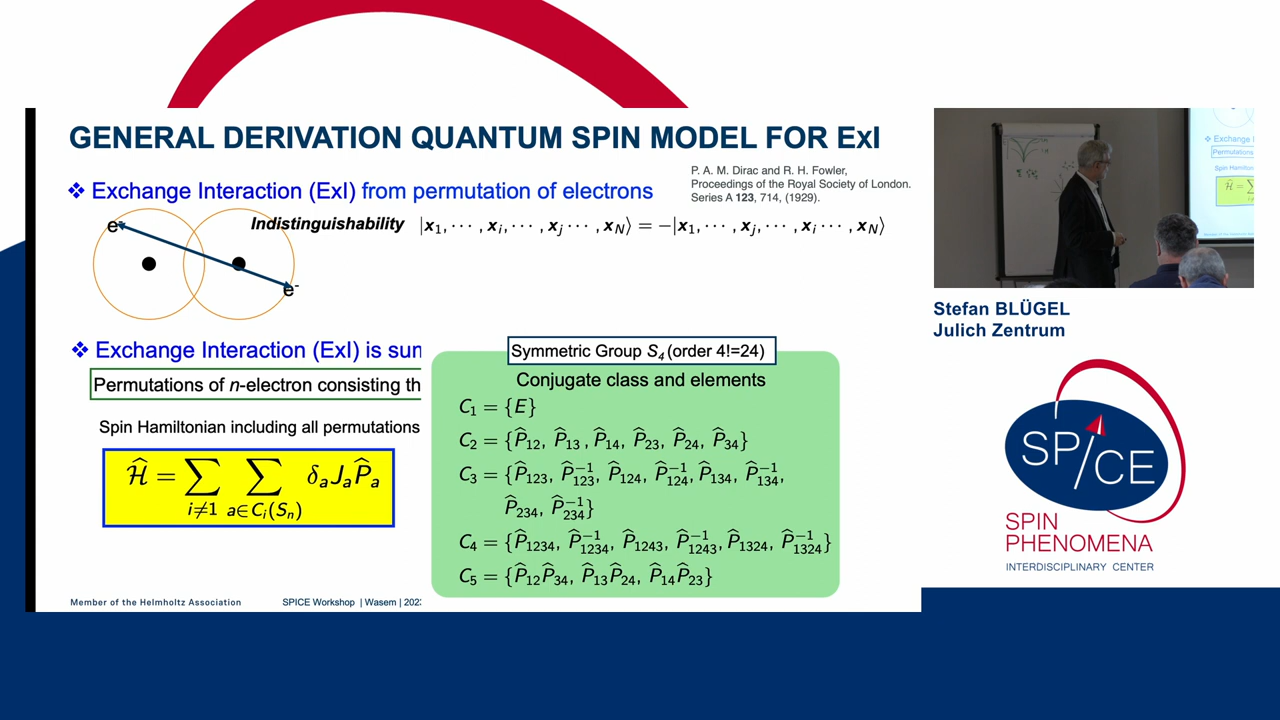 GENERAL DERIVATION QUANTUM SPIN MODEL FOR ExI
P. A. M. Dirac and R. H. Fowler,
Proceedings of the Royal Society of London.
Series A 123, 714, (1929).
❖ Exchange Interaction (ExI) from permutation of electrons
Indistinguishability |x₁, ··· , xᵢ, ··· , xⱼ ··· , x_N⟩ = −|x₁, ··· , xⱼ, ··· , xᵢ ··· , x_N⟩
e-
e-
❖ Exchange Interaction (ExI) is
Permutations of n-electron consisting
Spin Hamiltonian including all permutations
Ĥ = ∑_{i≠1} ∑_{a∈Cᵢ(Sₙ)} δₐJₐP̂ₐ
Symmetric Group S₄ (order 4!=24)
Conjugate class and elements
C₁ = {E}
C₂ = {P̂₁₂, P̂₁₃ , P̂₁₄, P̂₂₃, P̂₂₄, P̂₃₄}
C₃ = {P̂₁₂₃, P̂₁₂₃⁻¹, P̂₁₂₄, P̂₁₂₄⁻¹, P̂₁₃₄, P̂₁₃₄⁻¹,
P̂₂₃₄, P̂₂₃₄⁻¹}
C₄ = {P̂₁₂₃₄, P̂₁₂₃₄⁻¹, P̂₁₂₄₃, P̂₁₂₄₃⁻¹, P̂₁₃₂₄, P̂₁₃₂₄⁻¹}
C₅ = {P̂₁₂P̂₃₄, P̂₁₃P̂₂₄, P̂₁₄P̂₂₃}
Member of the Helmholtz Association
SPICE Workshop | Wasem |
Stefan BLÜGEL
Julich Zentrum
SPICE
SPIN
PHENOMENA
INTERDISCIPLINARY CENTER